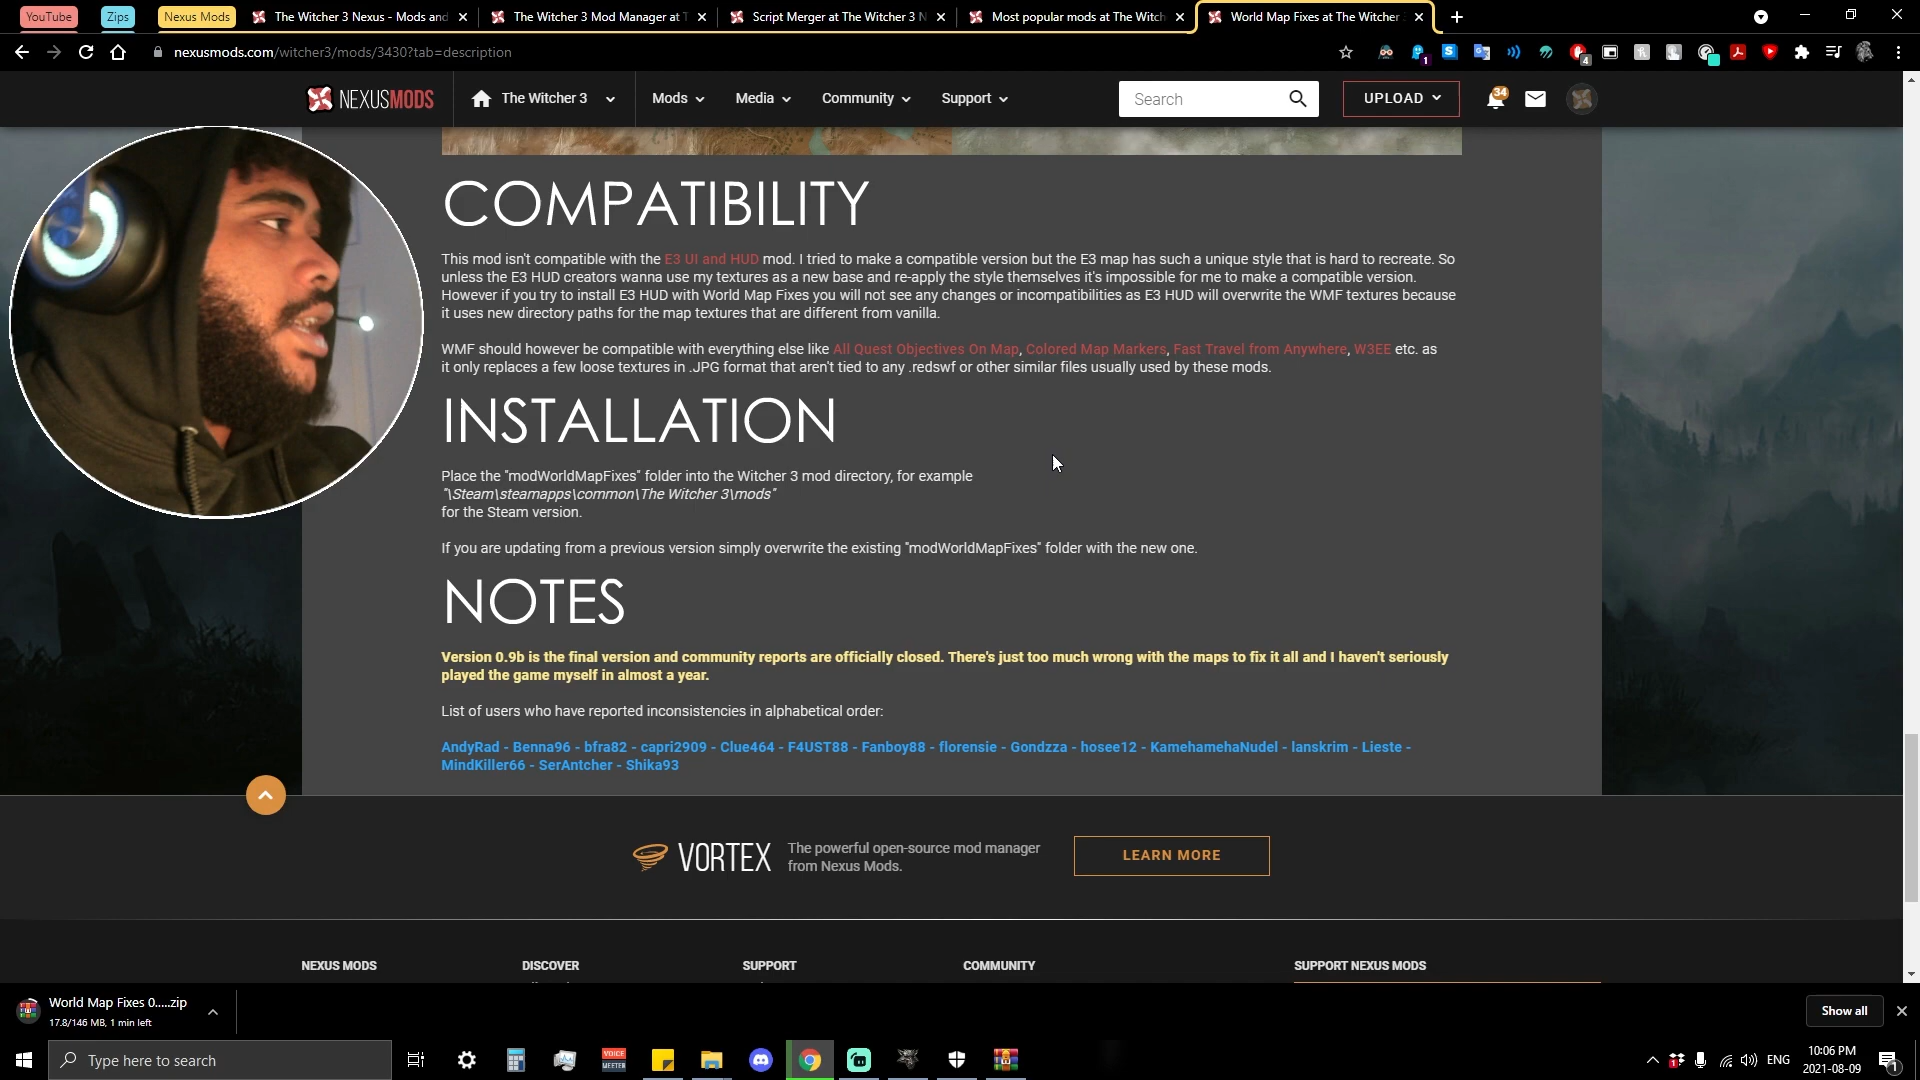 YouTube
Zips
Nexus Mods
The Witcher 3 Nexus - Mods and
The Witcher 3 Mod Manager at T
Script Merger at The Witcher 3 N
Most popular mods at The Witch
World Map Fixes at The Witcher
nexusmods.com/witcher3/mods/3430?tab=description
NEXUSMODS
The Witcher 3
Mods
Media
Community
Support
Search
UPLOAD
34
COMPATIBILITY
This mod isn't compatible with the E3 UI and HUD mod. I tried to make a compatible version but the E3 map has such a unique style that is hard to recreate. So
unless the E3 HUD creators wanna use my textures as a new base and re-apply the style themselves it's impossible for me to make a compatible version.
However if you try to install E3 HUD with World Map Fixes you will not see any changes or incompatibilities as E3 HUD will overwrite the WMF textures because
it uses new directory paths for the map textures that are different from vanilla.
WMF should however be compatible with everything else like All Quest Objectives On Map, Colored Map Markers, Fast Travel from Anywhere, W3EE etc. as
it only replaces a few loose textures in .JPG format that aren't tied to any .redswf or other similar files usually used by these mods.
INSTALLATION
Place the "modWorldMapFixes" folder into the Witcher 3 mod directory, for example
"\Steam\steamapps\common\The Witcher 3\mods"
for the Steam version.
If you are updating from a previous version simply overwrite the existing "modWorldMapFixes" folder with the new one.
NOTES
Version 0.9b is the final version and community reports are officially closed. There's just too much wrong with the maps to fix it all and I haven't seriously
played the game myself in almost a year.
List of users who have reported inconsistencies in alphabetical order:
AndyRad - Benna96 - bfra82 - capri2909 - Clue464 - F4UST88 - Fanboy88 - florensie - Gondzza - hosee12 - KamehamehaNudel - lanskrim - Lieste -
MindKiller66 - SerAntcher - Shika93
VORTEX
The powerful open-source mod manager
from Nexus Mods.
LEARN MORE
NEXUS MODS
DISCOVER
SUPPORT
COMMUNITY
SUPPORT NEXUS MODS
World Map Fixes 0.....zip
17.8/146 MB, 1 min left
Show all
Type here to search
VOICE
MEETER
ENG
10:06 PM
2021-08-09
1